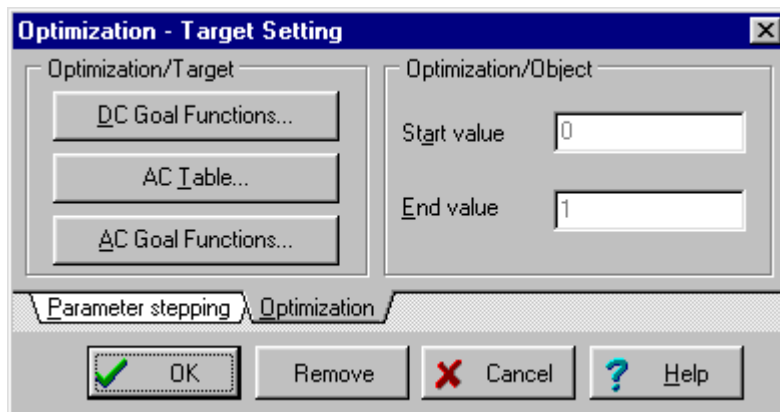 Optimization - Target Setting
Optimization/Target
DC Goal Functions...
AC Table...
AC Goal Functions...
Optimization/Object
Start value 0
End value 1
Parameter stepping Optimization
OK Remove Cancel Help